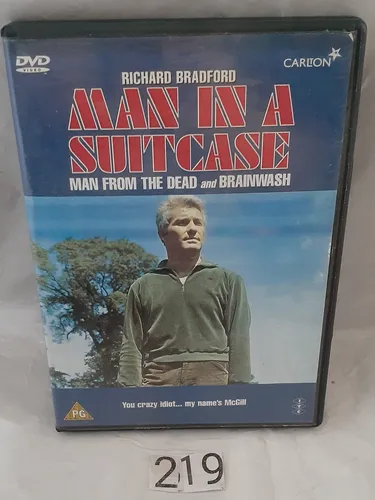 DVD
VIDEO
CARLTON
RICHARD BRADFORD
MAN IN A
SUITCASE
MAN FROM THE DEAD and BRAINWASH
You crazy idiot... my name's McGill
PG
219